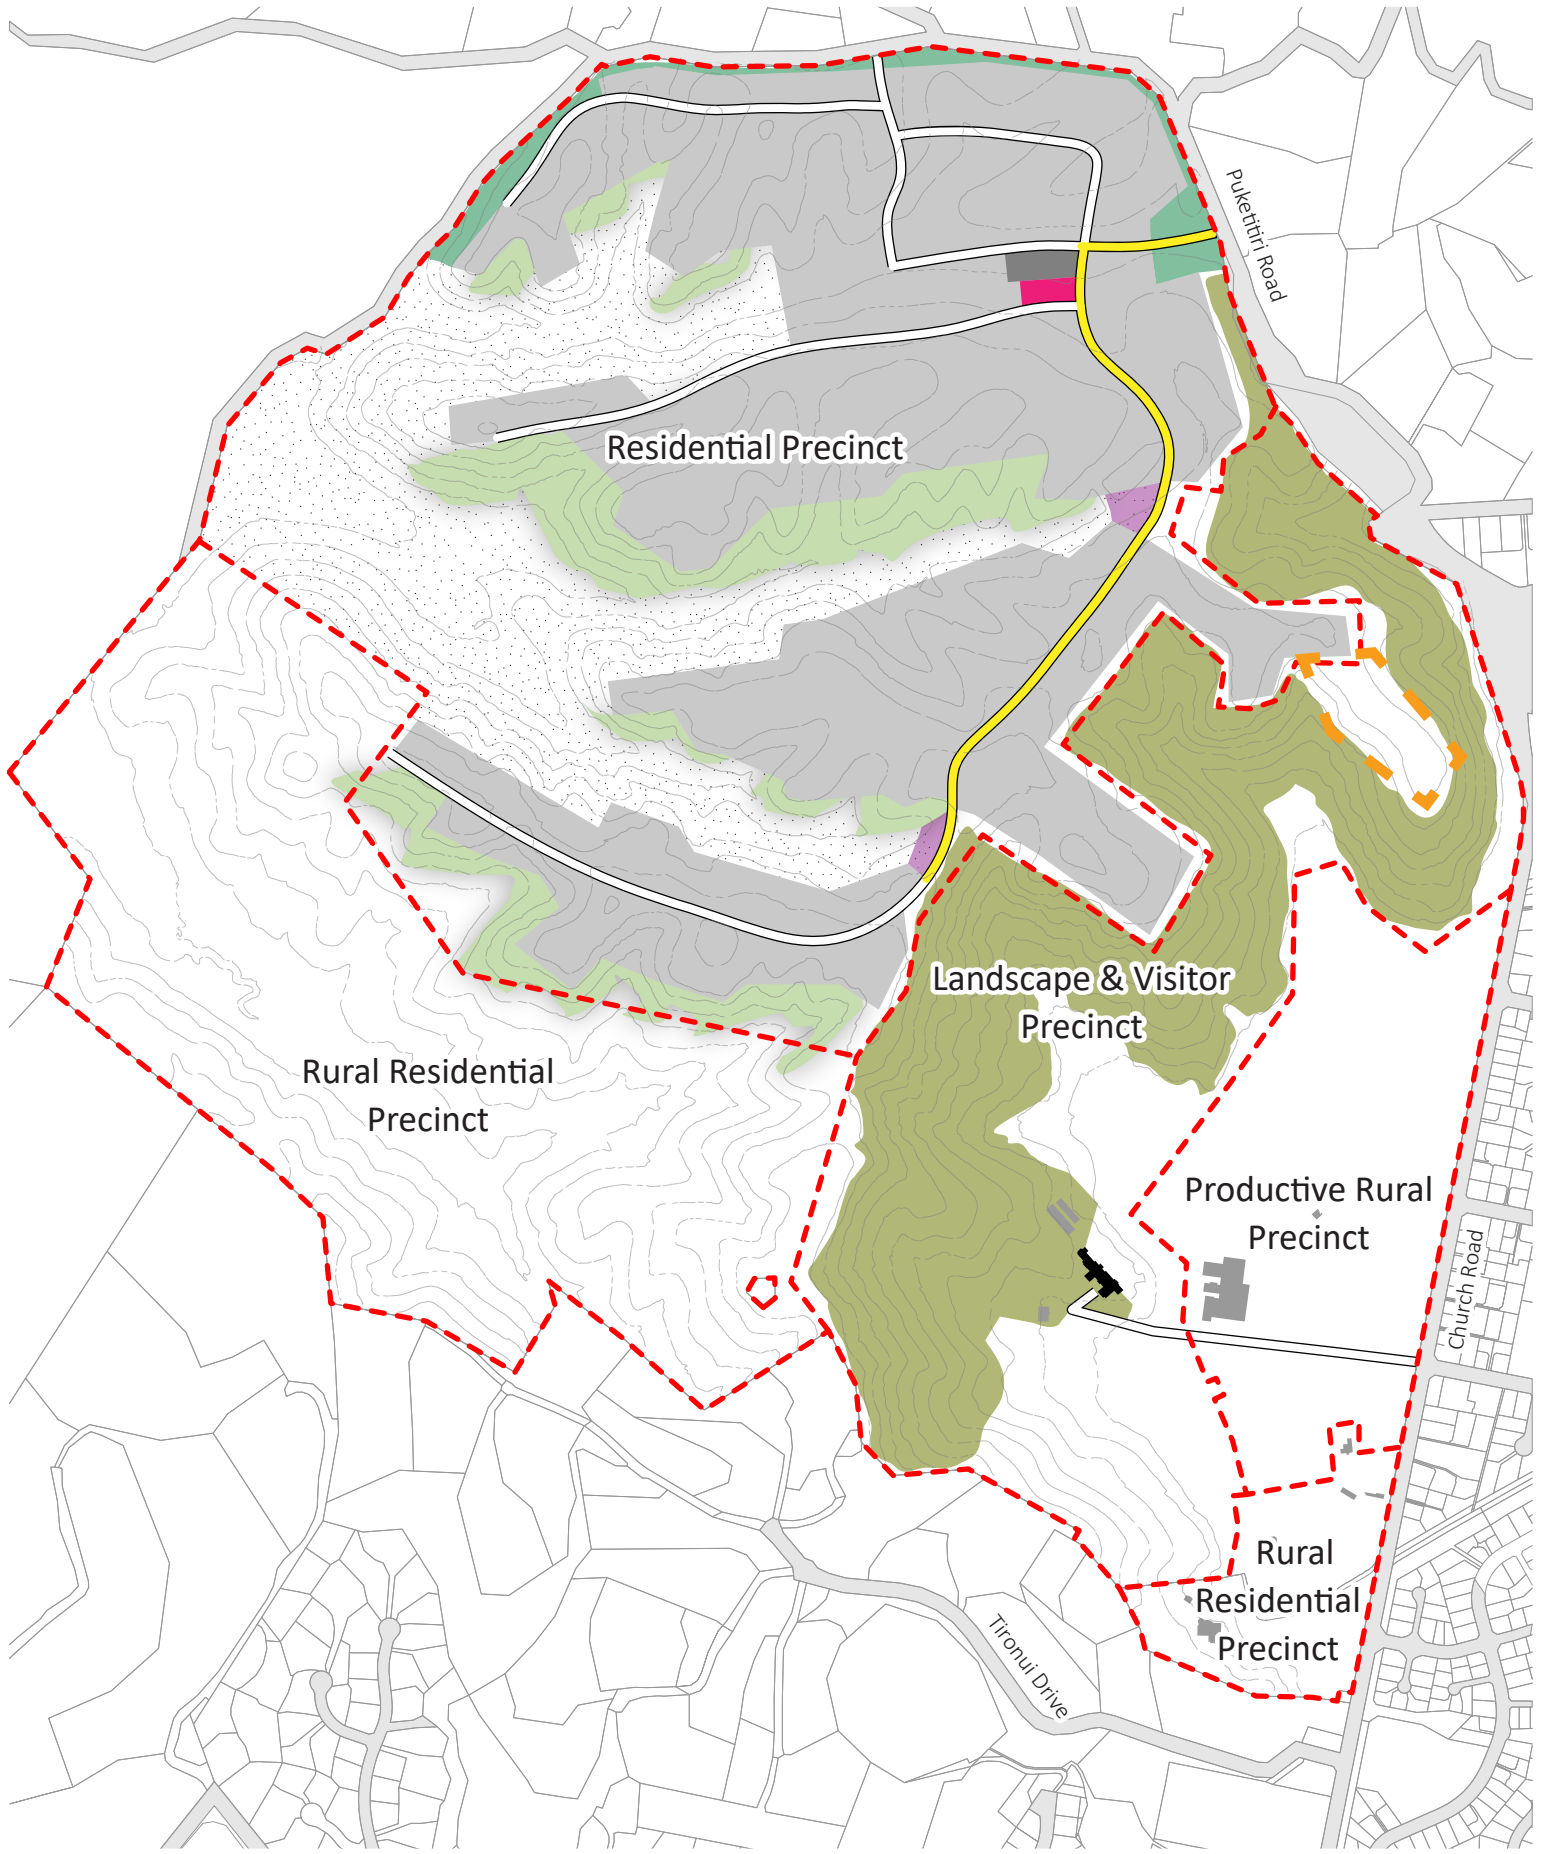 Puketitiri Road
Residential Precinct
Landscape & Visitor
Precinct
Rural Residential
Precinct
Productive Rural
Precinct
Church Road
Rural
Residential
Precinct
Tironui Drive